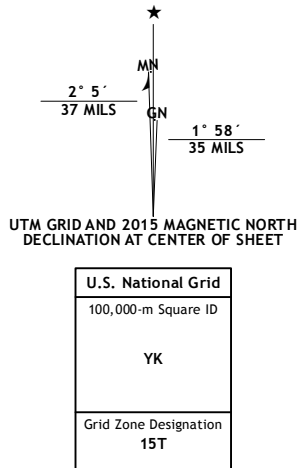 MN
2° 5´
37 MILS
GN
1° 58´
35 MILS
UTM GRID AND 2015 MAGNETIC NORTH
DECLINATION AT CENTER OF SHEET
U.S. National Grid
100,000-m Square ID
YK
Grid Zone Designation
15T